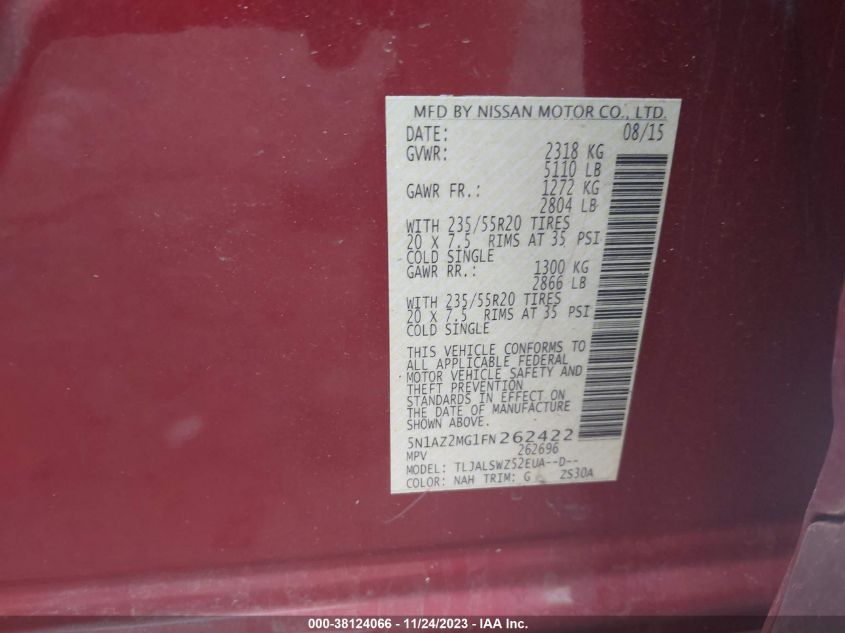 MFD BY NISSAN MOTOR CO., LTD.
DATE: 08/15
GVWR: 2318 KG
5110 LB
GAWR FR.: 1272 KG
2804 LB
WITH 235/55R20 TIRES
20 X 7.5 RIMS AT 35 PSI
COLD SINGLE
GAWR RR.: 1300 KG
2866 LB
WITH 235/55R20 TIRES
20 X 7.5 RIMS AT 35 PSI
COLD SINGLE
THIS VEHICLE CONFORMS TO
ALL APPLICABLE FEDERAL
MOTOR VEHICLE SAFETY AND
THEFT PREVENTION
STANDARDS IN EFFECT ON
THE DATE OF MANUFACTURE
SHOWN ABOVE.
5N1AZ2MG1FN262422
MPV 262696
MODEL: TLJALSWZ52EUA--D--
COLOR: NAH TRIM: G ZS30A
000-38124066 - 11/24/2023 - IAA Inc.